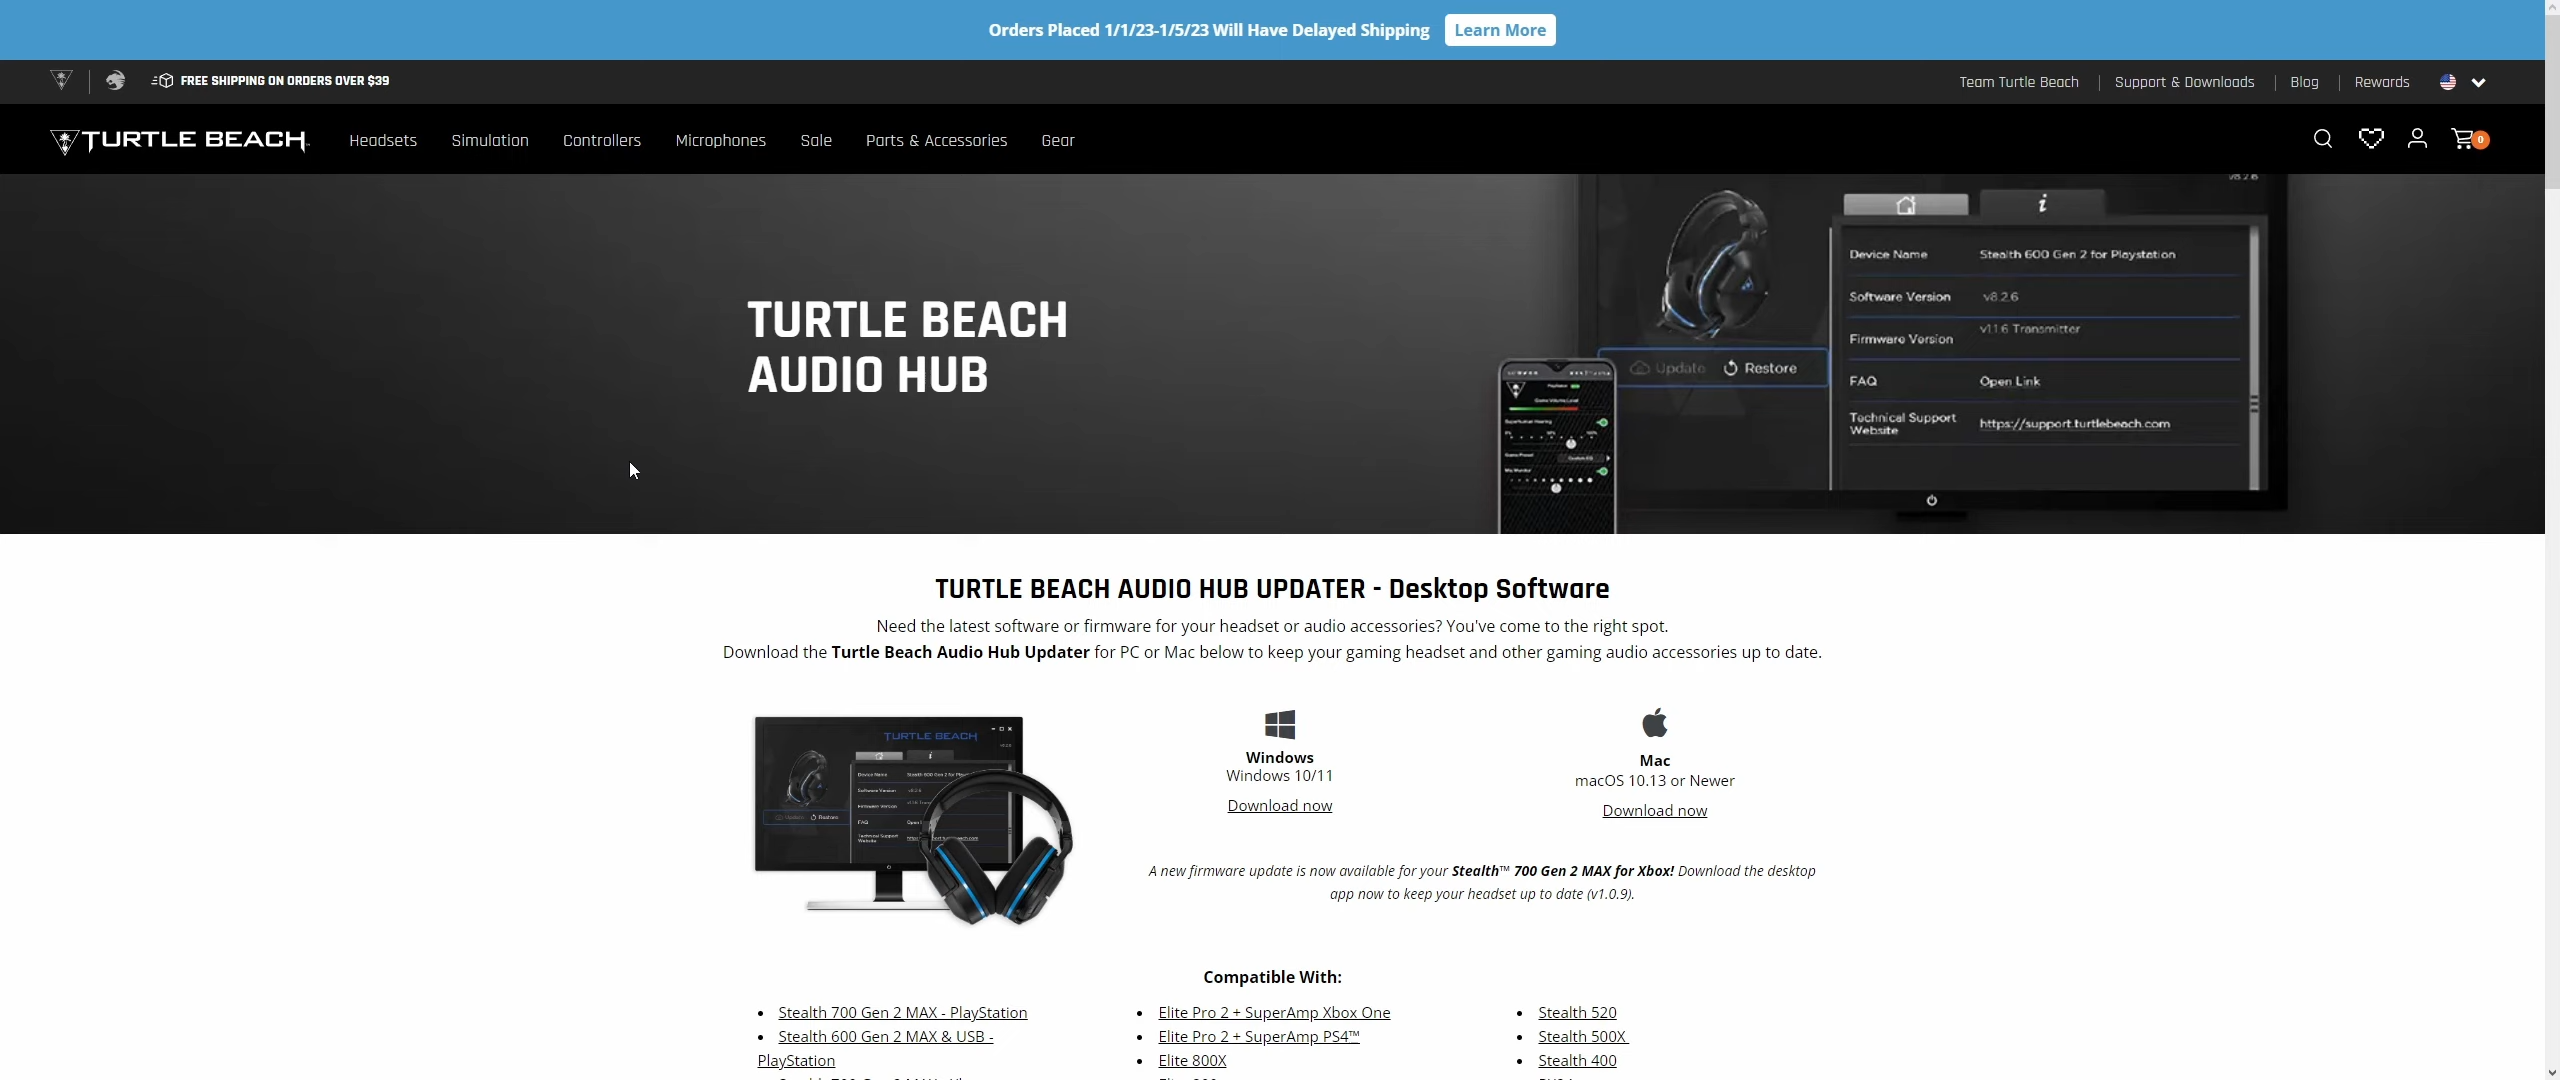 Orders Placed 1/1/23-1/5/23 Will Have Delayed Shipping Learn More
FREE SHIPPING ON ORDERS OVER $39
Team Turtle Beach Support & Downloads Blog Rewards
TURTLE BEACH Headsets Simulation Controllers Microphones Sale Parts & Accessories Gear 0
v8.2.6
Device Name Stealth 600 Gen 2 for Playstation
Software Version v8.2.6
Firmware Version v1.1.6 Transmitter
Update Restore
FAQ Open Link
Technical Support Website https://support.turtlebeach.com
TURTLE BEACH
AUDIO HUB
TURTLE BEACH AUDIO HUB UPDATER - Desktop Software
Need the latest software or firmware for your headset or audio accessories? You've come to the right spot.
Download the Turtle Beach Audio Hub Updater for PC or Mac below to keep your gaming headset and other gaming audio accessories up to date.
TURTLE BEACH
Windows
Windows 10/11
Download now
Mac
macOS 10.13 or Newer
Download now
A new firmware update is now available for your Stealth™ 700 Gen 2 MAX for Xbox! Download the desktop
app now to keep your headset up to date (v1.0.9).
Compatible With:
Stealth 700 Gen 2 MAX - PlayStation
Stealth 600 Gen 2 MAX & USB -
PlayStation
Elite Pro 2 + SuperAmp Xbox One
Elite Pro 2 + SuperAmp PS4™
Elite 800X
Stealth 520
Stealth 500X
Stealth 400